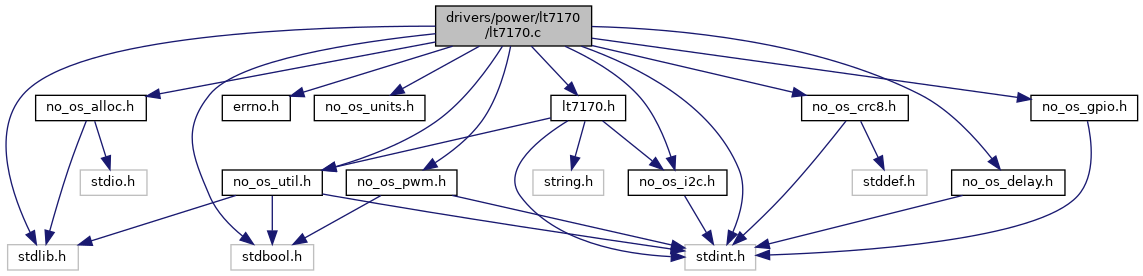 drivers/power/lt7170
/lt7170.c
no_os_alloc.h
errno.h
no_os_units.h
lt7170.h
no_os_crc8.h
no_os_gpio.h
stdio.h
no_os_util.h
no_os_pwm.h
string.h
no_os_i2c.h
stddef.h
no_os_delay.h
stdlib.h
stdbool.h
stdint.h